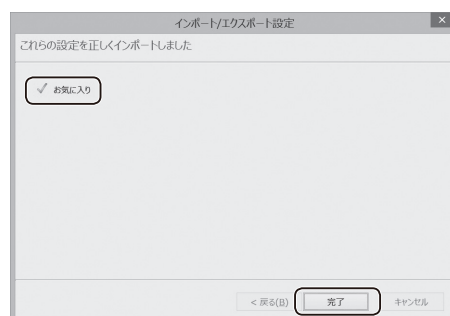 インポート/エクスポート設定
これらの設定を正しくインポートしました
お気に入り
< 戻る(B)
完了
キャンセル